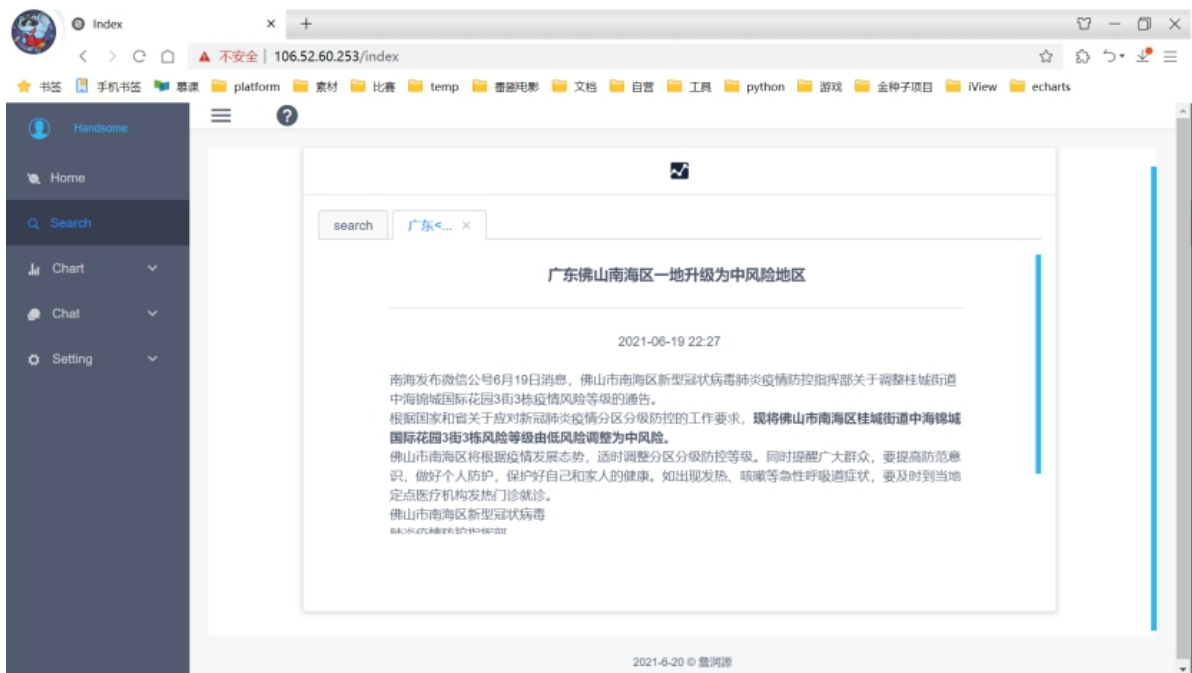 Index
不安全 | 106.52.60.253/index
书签 手机书签 慕课 platform 素材 比赛 temp 番剧电影 文档 自营 工具 python 游戏 金种子项目 iView echarts
Handsome
Home
Search
Chart
Chat
Setting
search 广东<...
广东佛山南海区一地升级为中风险地区
2021-06-19 22:27
南海发布微信公号6月19日消息，佛山市南海区新型冠状病毒肺炎疫情防控指挥部关于调整桂城街道
中海锦城国际花园3街3栋疫情风险等级的通告。
根据国家和省关于应对新冠肺炎疫情分区分级防控的工作要求，现将佛山市南海区桂城街道中海锦城
国际花园3街3栋风险等级由低风险调整为中风险。
佛山市南海区将根据疫情发展态势，适时调整分区分级防控等级。同时提醒广大群众，要提高防范意
识，做好个人防护，保护好自己和家人的健康。如出现发热、咳嗽等急性呼吸道症状，要及时到当地
定点医疗机构发热门诊就诊。
佛山市南海区新型冠状病毒
肺炎疫情防控指挥部
2021-6-20 © 詹润源